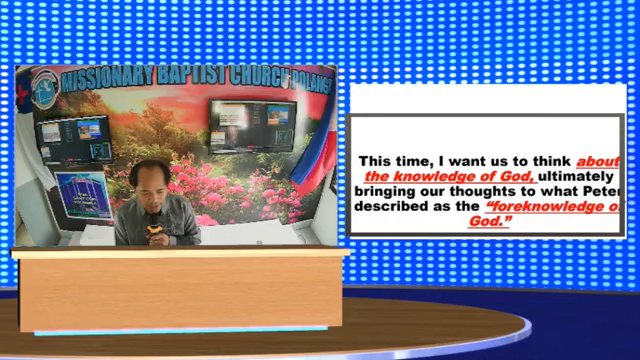 MISSIONARY BAPTIST CHURCH POLANGUI
This time, I want us to think about
the knowledge of God, ultimately
bringing our thoughts to what Peter
described as the “foreknowledge of
God.”